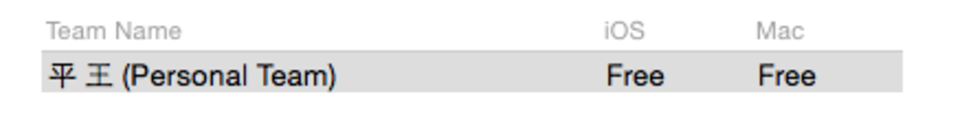 Team Name iOS Mac
平 王 (Personal Team) Free Free